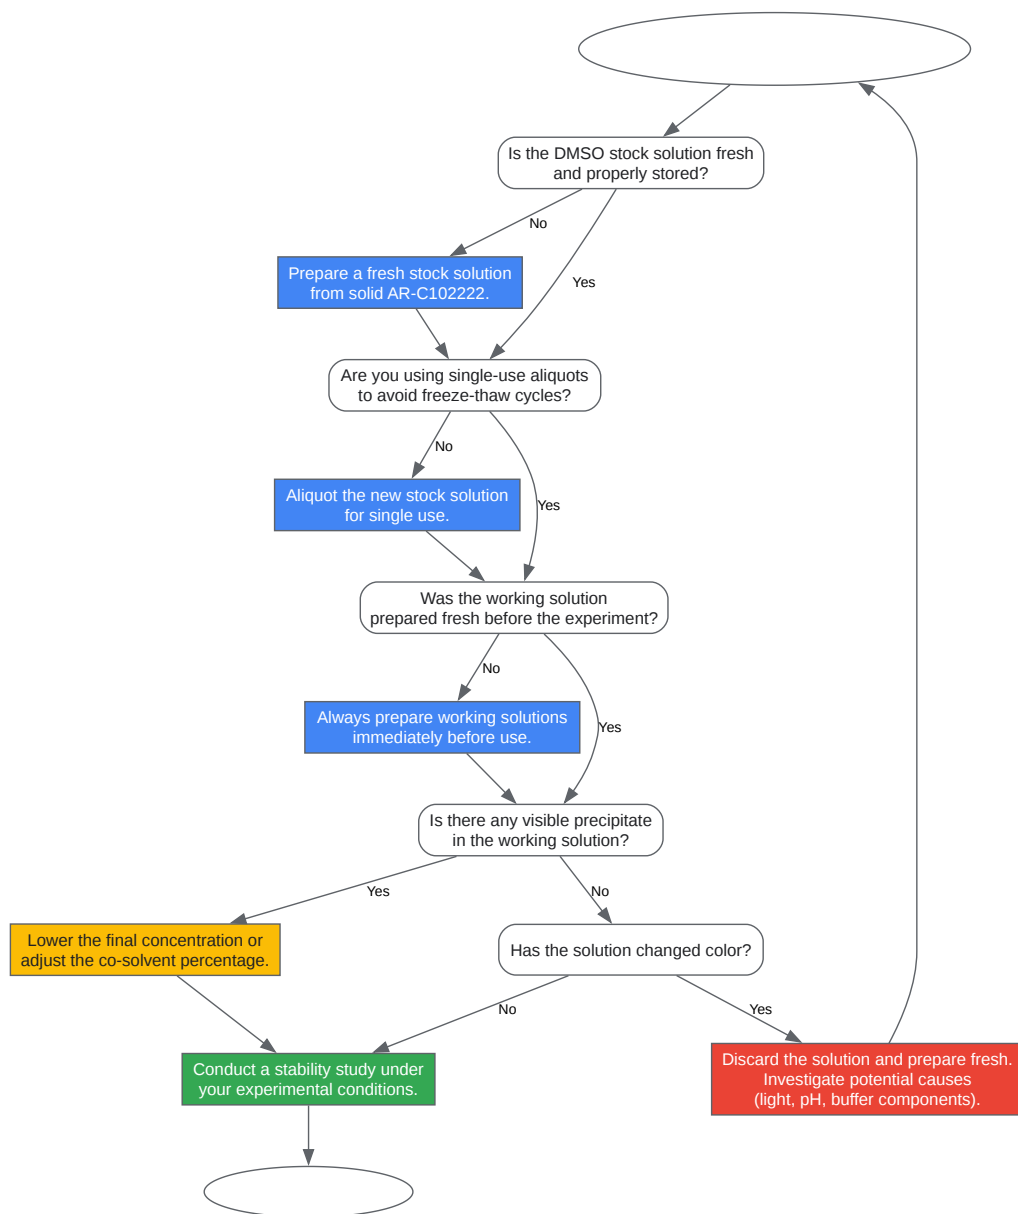 Is the DMSO stock solution fresh
and properly stored?
No
Yes
Prepare a fresh stock solution
from solid AR-C102222.
Are you using single-use aliquots
to avoid freeze-thaw cycles?
No
Yes
Aliquot the new stock solution
for single use.
Was the working solution
prepared fresh before the experiment?
No
Yes
Always prepare working solutions
immediately before use.
Is there any visible precipitate
in the working solution?
Yes
No
Lower the final concentration or
adjust the co-solvent percentage.
Has the solution changed color?
No
Yes
Conduct a stability study under
your experimental conditions.
Discard the solution and prepare fresh.
Investigate potential causes
(light, pH, buffer components).